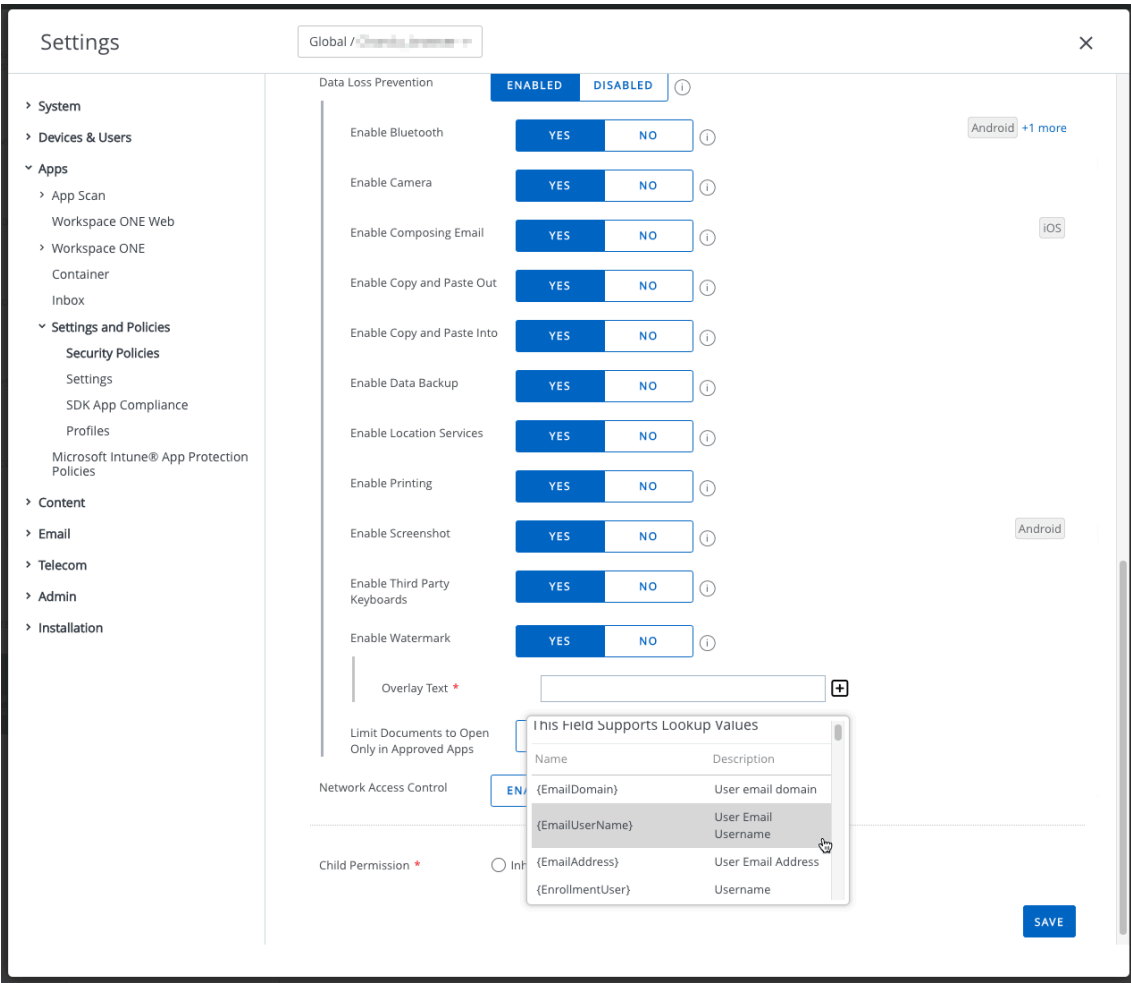 Settings
Global /
System
Devices & Users
Apps
App Scan
Workspace ONE Web
Workspace ONE
Container
Inbox
Settings and Policies
Security Policies
Settings
SDK App Compliance
Profiles
Microsoft Intune® App Protection
Policies
Content
Email
Telecom
Admin
Installation
Data Loss Prevention ENABLED DISABLED
Enable Bluetooth YES NO Android +1 more
Enable Camera YES NO
Enable Composing Email YES NO iOS
Enable Copy and Paste Out YES NO
Enable Copy and Paste Into YES NO
Enable Data Backup YES NO
Enable Location Services YES NO
Enable Printing YES NO
Enable Screenshot YES NO Android
Enable Third Party
Keyboards YES NO
Enable Watermark YES NO
Overlay Text *
Limit Documents to Open
Only in Approved Apps
Network Access Control
Child Permission *
This Field Supports Lookup Values
Name Description
{EmailDomain} User email domain
{EmailUserName} User Email
Username
{EmailAddress} User Email Address
{EnrollmentUser} Username
SAVE